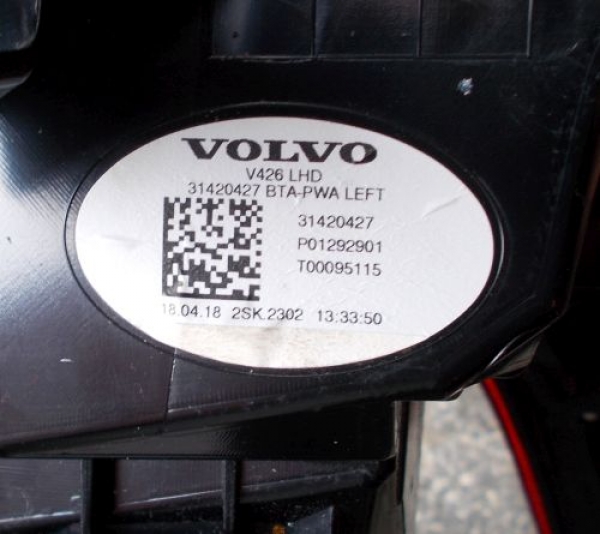 VOLVO
V426 LHD
31420427 BTA-PWA LEFT
31420427
P01292901
T00095115
18.04.18 2SK.2302 13:33:50